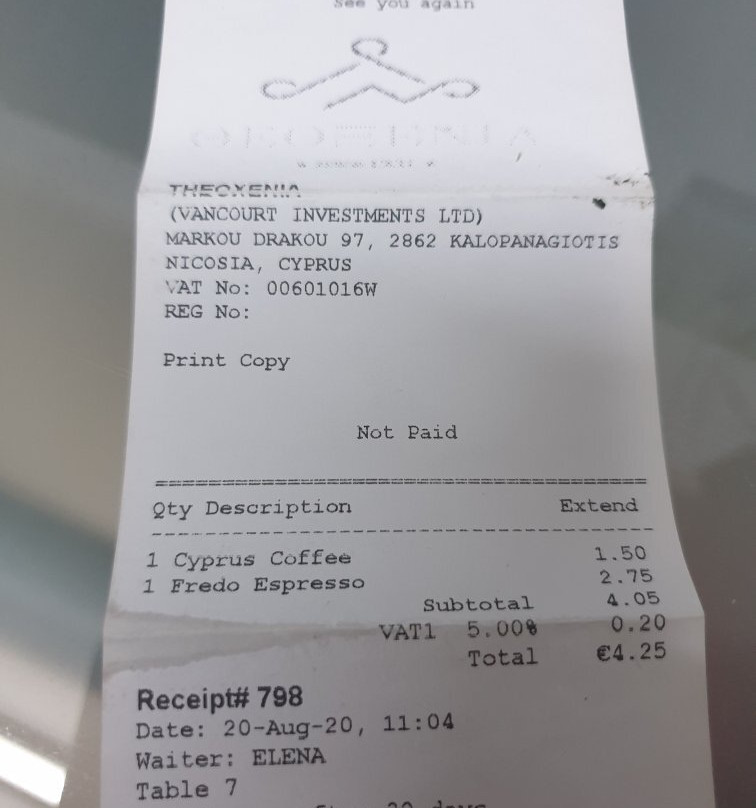 See you again
THEOXENIA
(VANCOURT INVESTMENTS LTD)
MARKOU DRAKOU 97, 2862 KALOPANAGIOTIS
NICOSIA, CYPRUS
VAT No: 00601016W
REG No:
Print Copy
Not Paid
Qty Description Extend
1 Cyprus Coffee 1.50
1 Fredo Espresso 2.75
Subtotal 4.05
VAT1 5.00% 0.20
Total €4.25
Receipt# 798
Date: 20-Aug-20, 11:04
Waiter: ELENA
Table 7